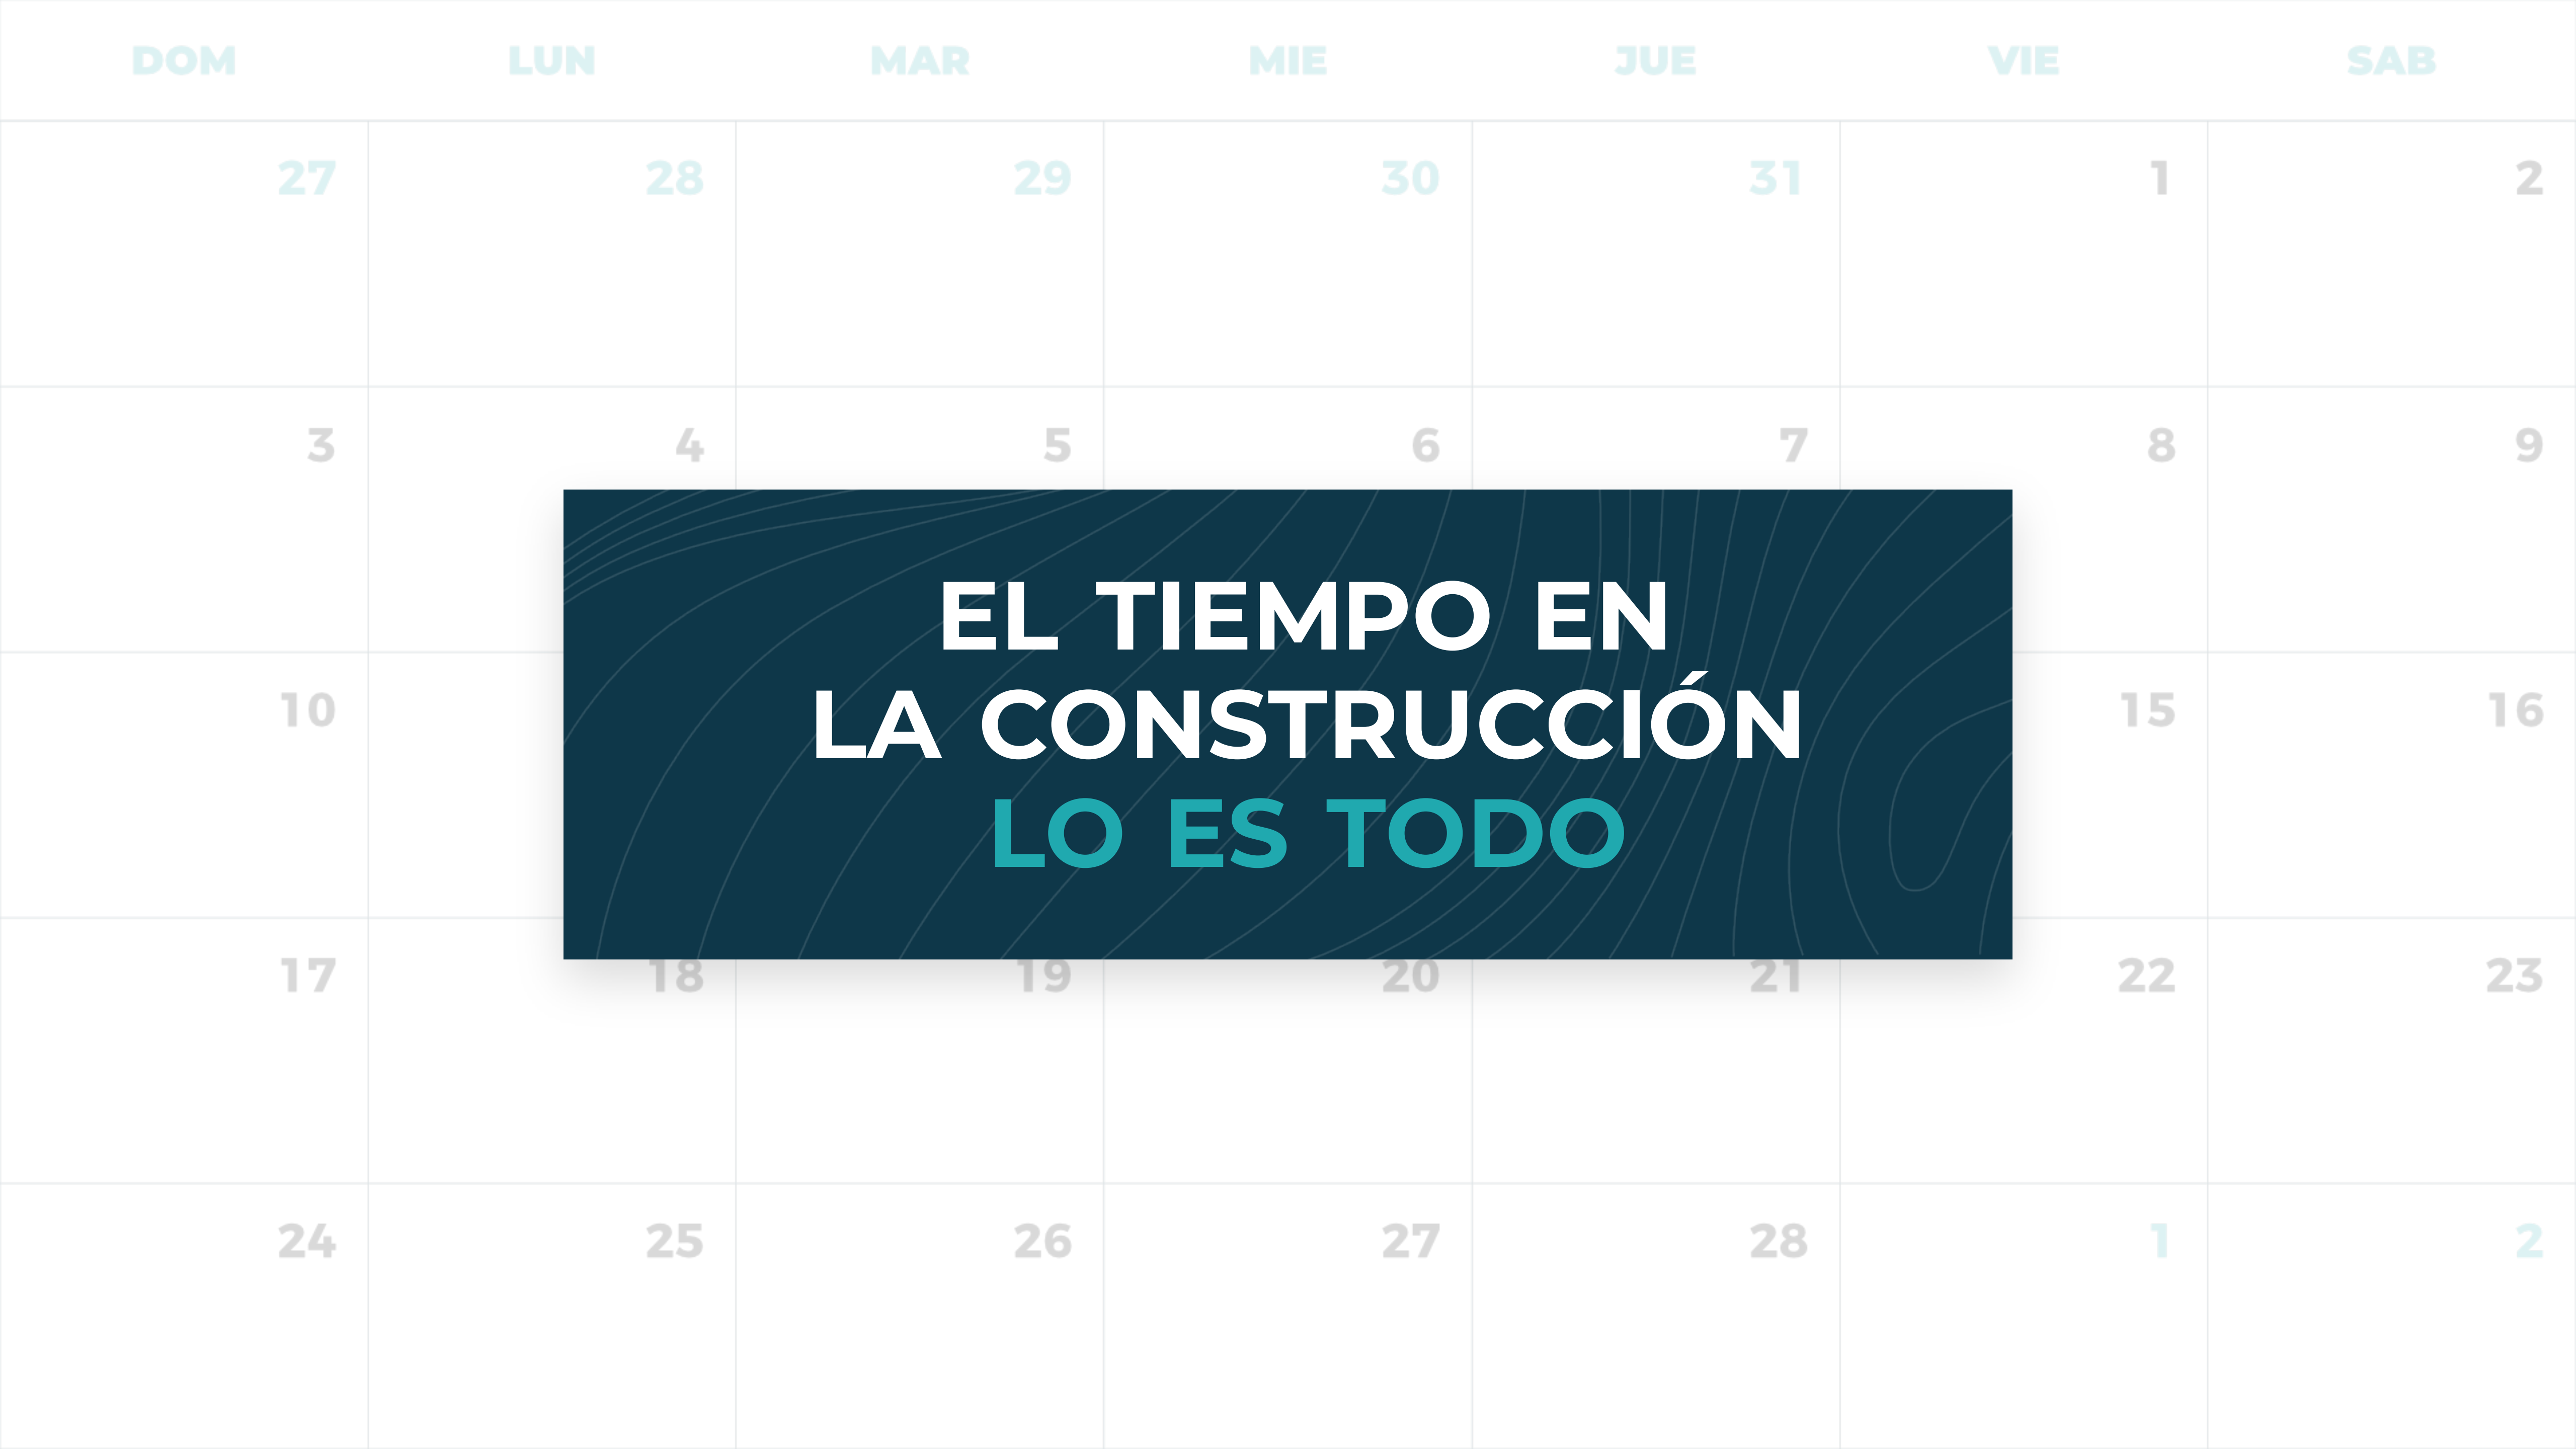 DOM LUN MAR MIE JUE VIE SAB
27 28 29 30 31 1 2
3 4 5 6 7 8 9
EL TIEMPO EN
LA CONSTRUCCIÓN
LO ES TODO
10 15 16
17 18 19 20 21 22 23
24 25 26 27 28 1 2